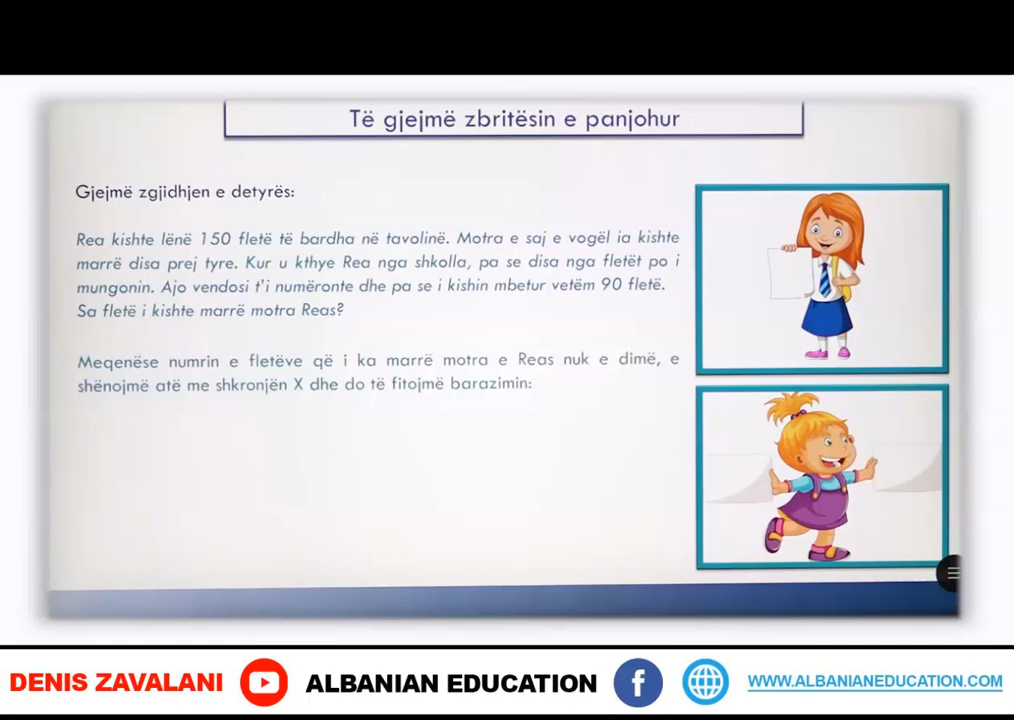 Të gjejmë zbritësin e panjohur
Gjejmë zgjidhjen e detyrës:
Rea kishte lënë 150 fletë të bardha në tavolinë. Motra e saj e vogël ia kishte
marrë disa prej tyre. Kur u kthye Rea nga shkolla, pa se disa nga fletët po i
mungonin. Ajo vendosi t'i numëronte dhe pa se i kishin mbetur vetëm 90 fletë.
Sa fletë i kishte marrë motra Reas?
Meqenëse numrin e fletëve që i ka marrë motra e Reas nuk e dimë, e
shënojmë atë me shkronjën X dhe do të fitojmë barazimin:
DENIS ZAVALANI ALBANIAN EDUCATION f WWW.ALBANIANEDUCATION.COM